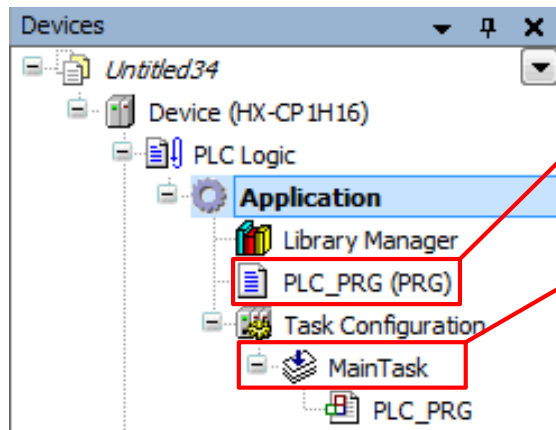 Devices
Untitled34
Device (HX-CP1H16)
PLC Logic
Application
Library Manager
PLC_PRG (PRG)
Task Configuration
MainTask
PLC_PRG